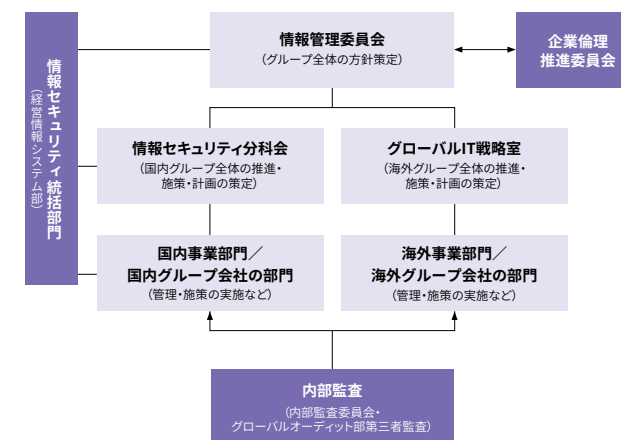 情報管理委員会
（グループ全体の方針策定）
企業倫理
推進委員会
情報セキュリティ統括部門
（経営情報システム部）
情報セキュリティ分科会
（国内グループ全体の推進・
施策・計画の策定）
グローバルIT戦略室
（海外グループ全体の推進・
施策・計画の策定）
国内事業部門／
国内グループ会社の部門
（管理・施策の実施など）
海外事業部門／
海外グループ会社の部門
（管理・施策の実施など）
内部監査
（内部監査委員会・
グローバルオーディット部第三者監査）